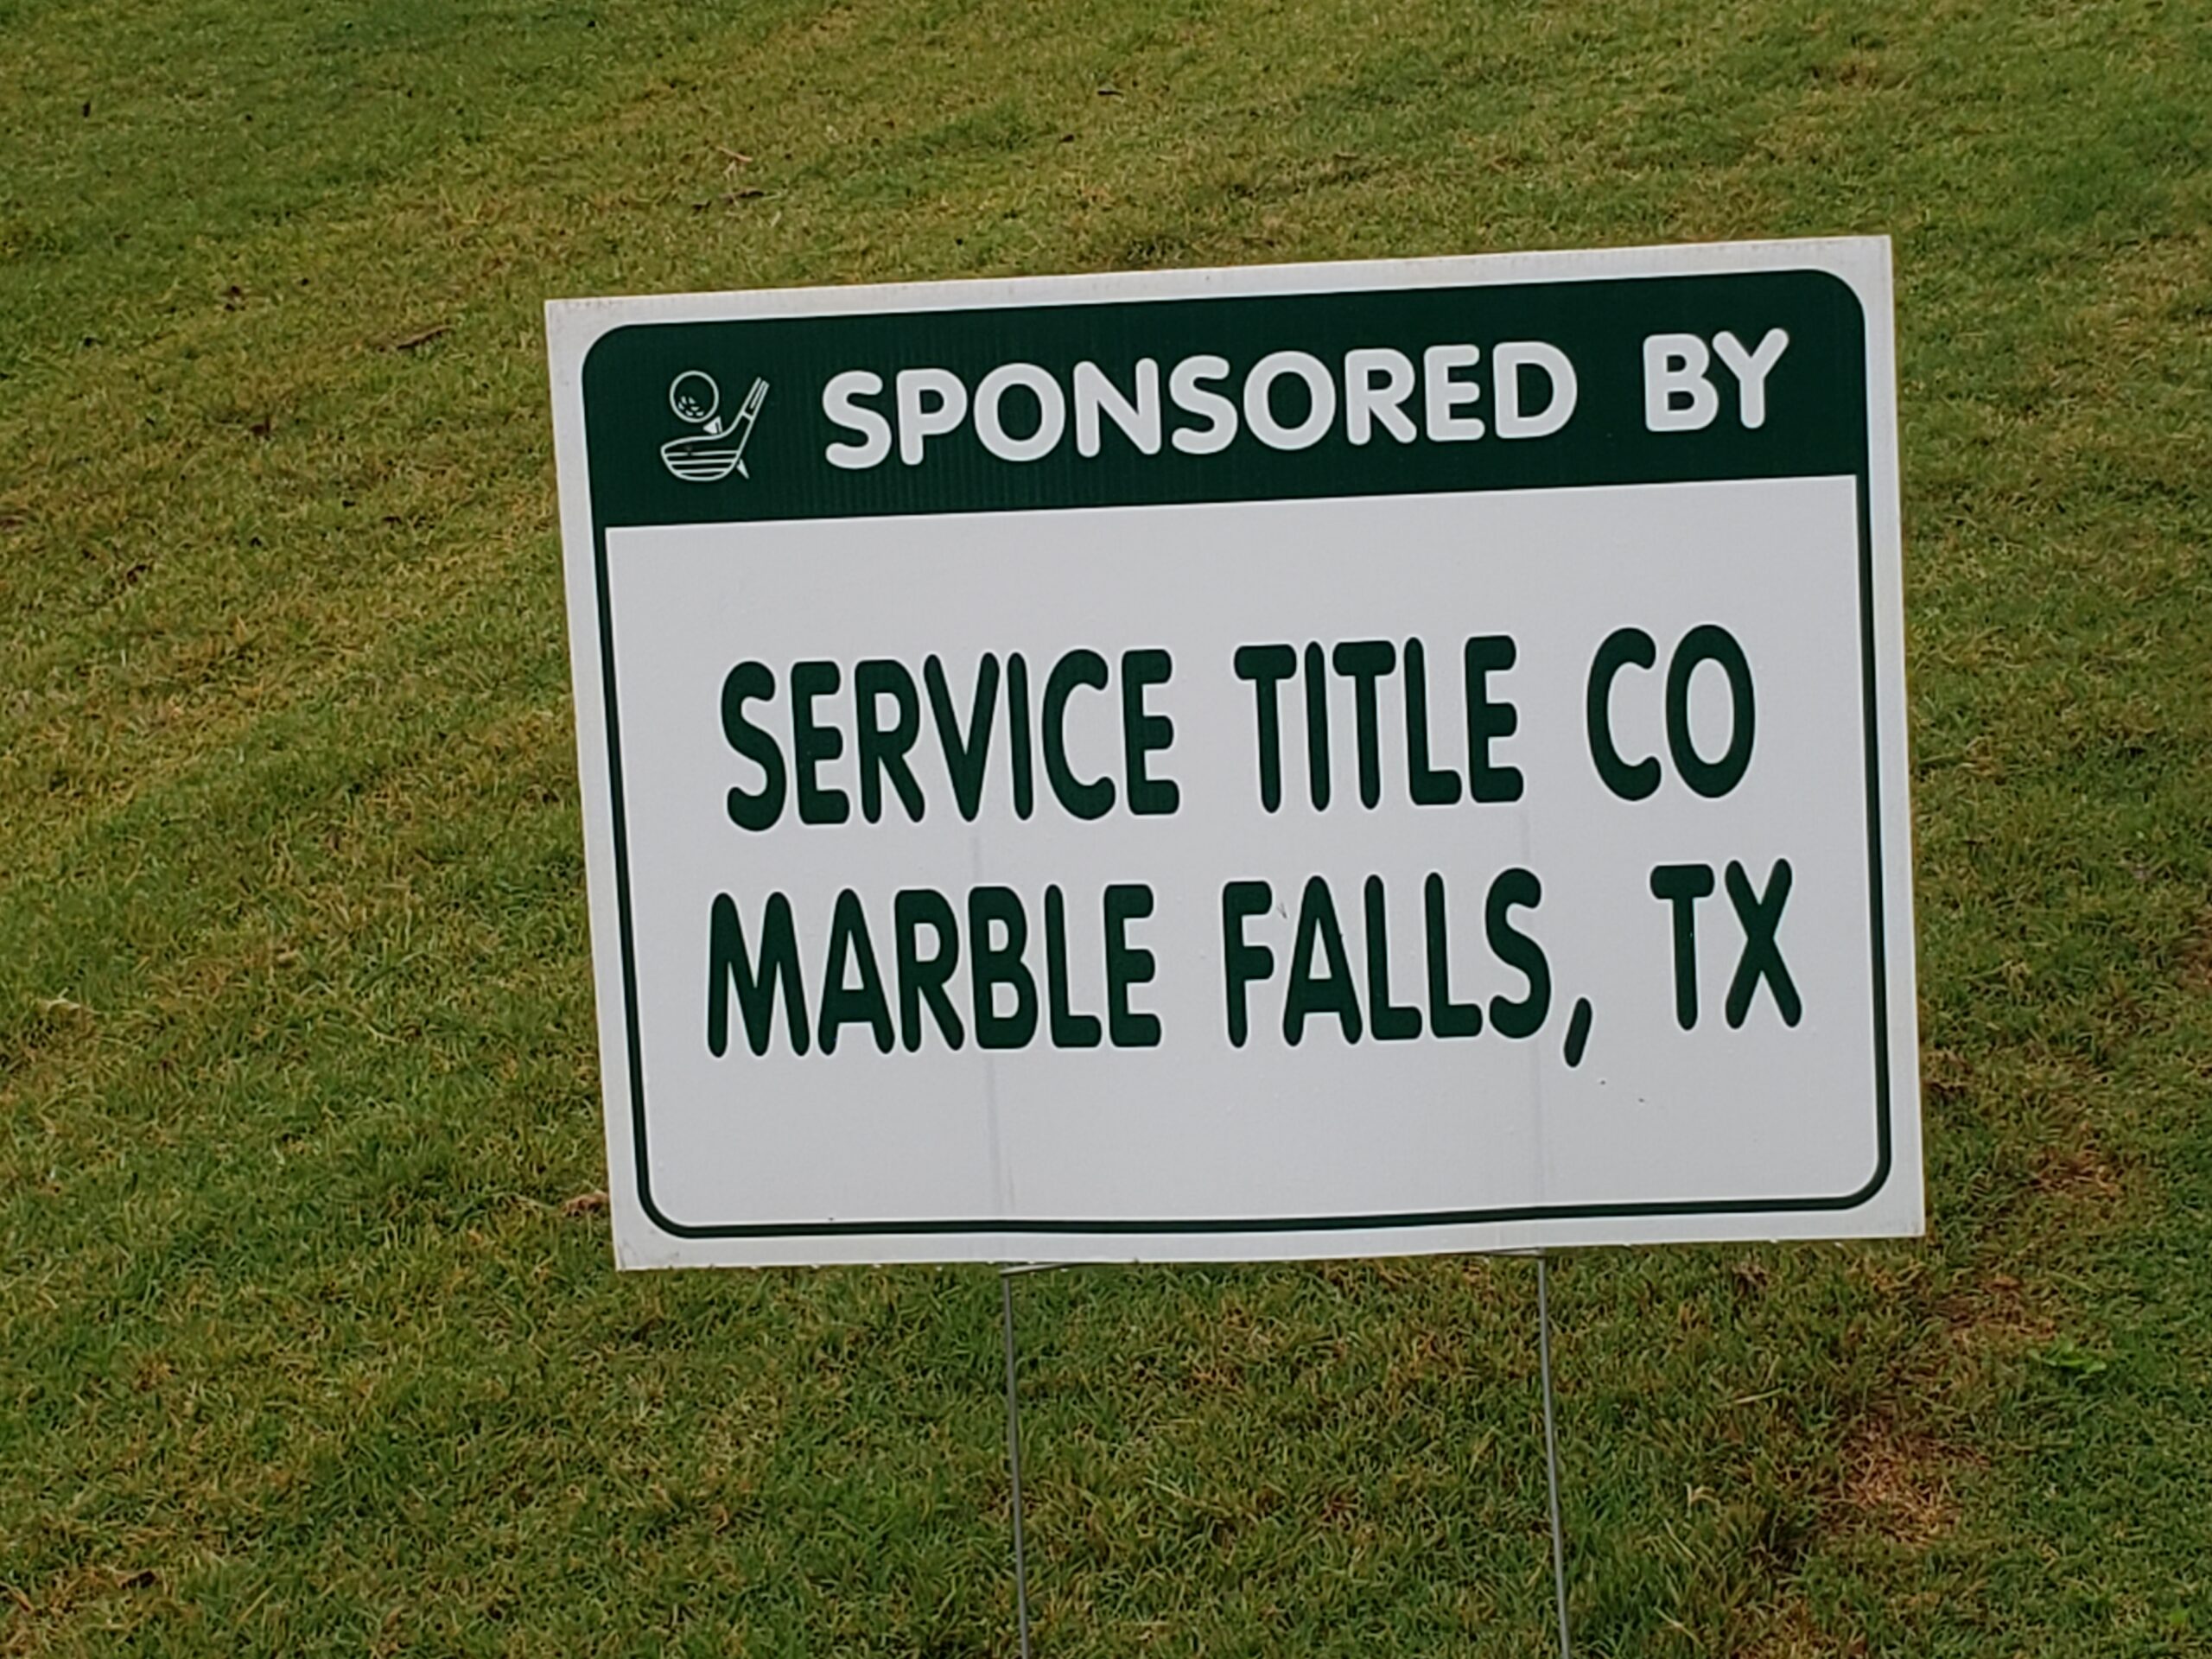 SPONSORED BY
SERVICE TITLE CO
MARBLE FALLS, TX